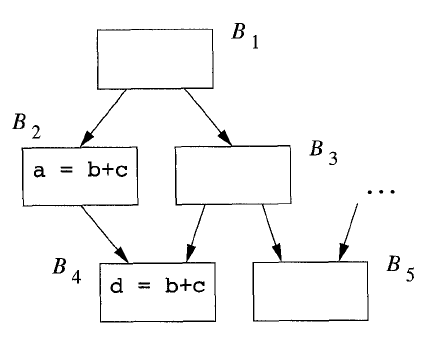 B1
B2
a = b+c
B3
...
B4
d = b+c
B5